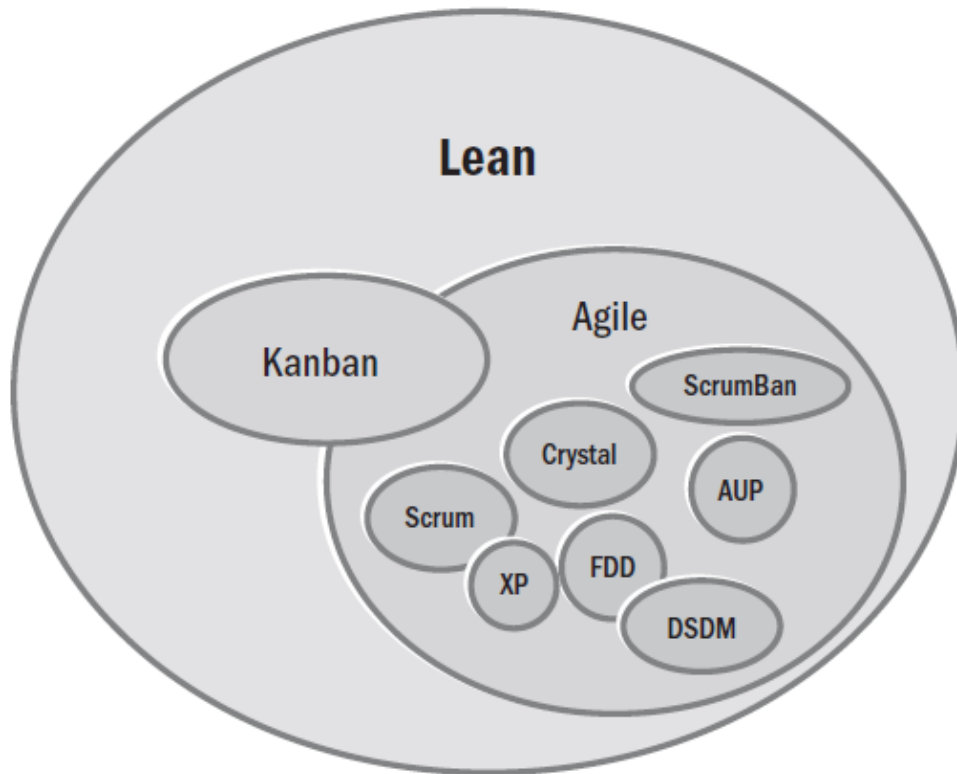 Lean
Agile
Kanban
ScrumBan
Crystal
AUP
Scrum
FDD
XP
DSDM